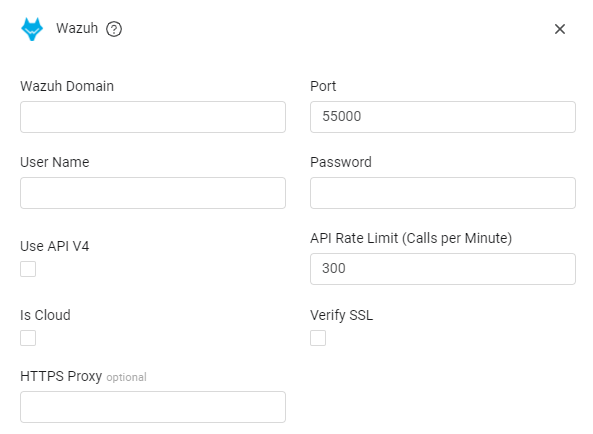 Wazuh ?
Wazuh Domain
Port
55000
User Name
Password
Use API V4
API Rate Limit (Calls per Minute)
300
Is Cloud
Verify SSL
HTTPS Proxy optional